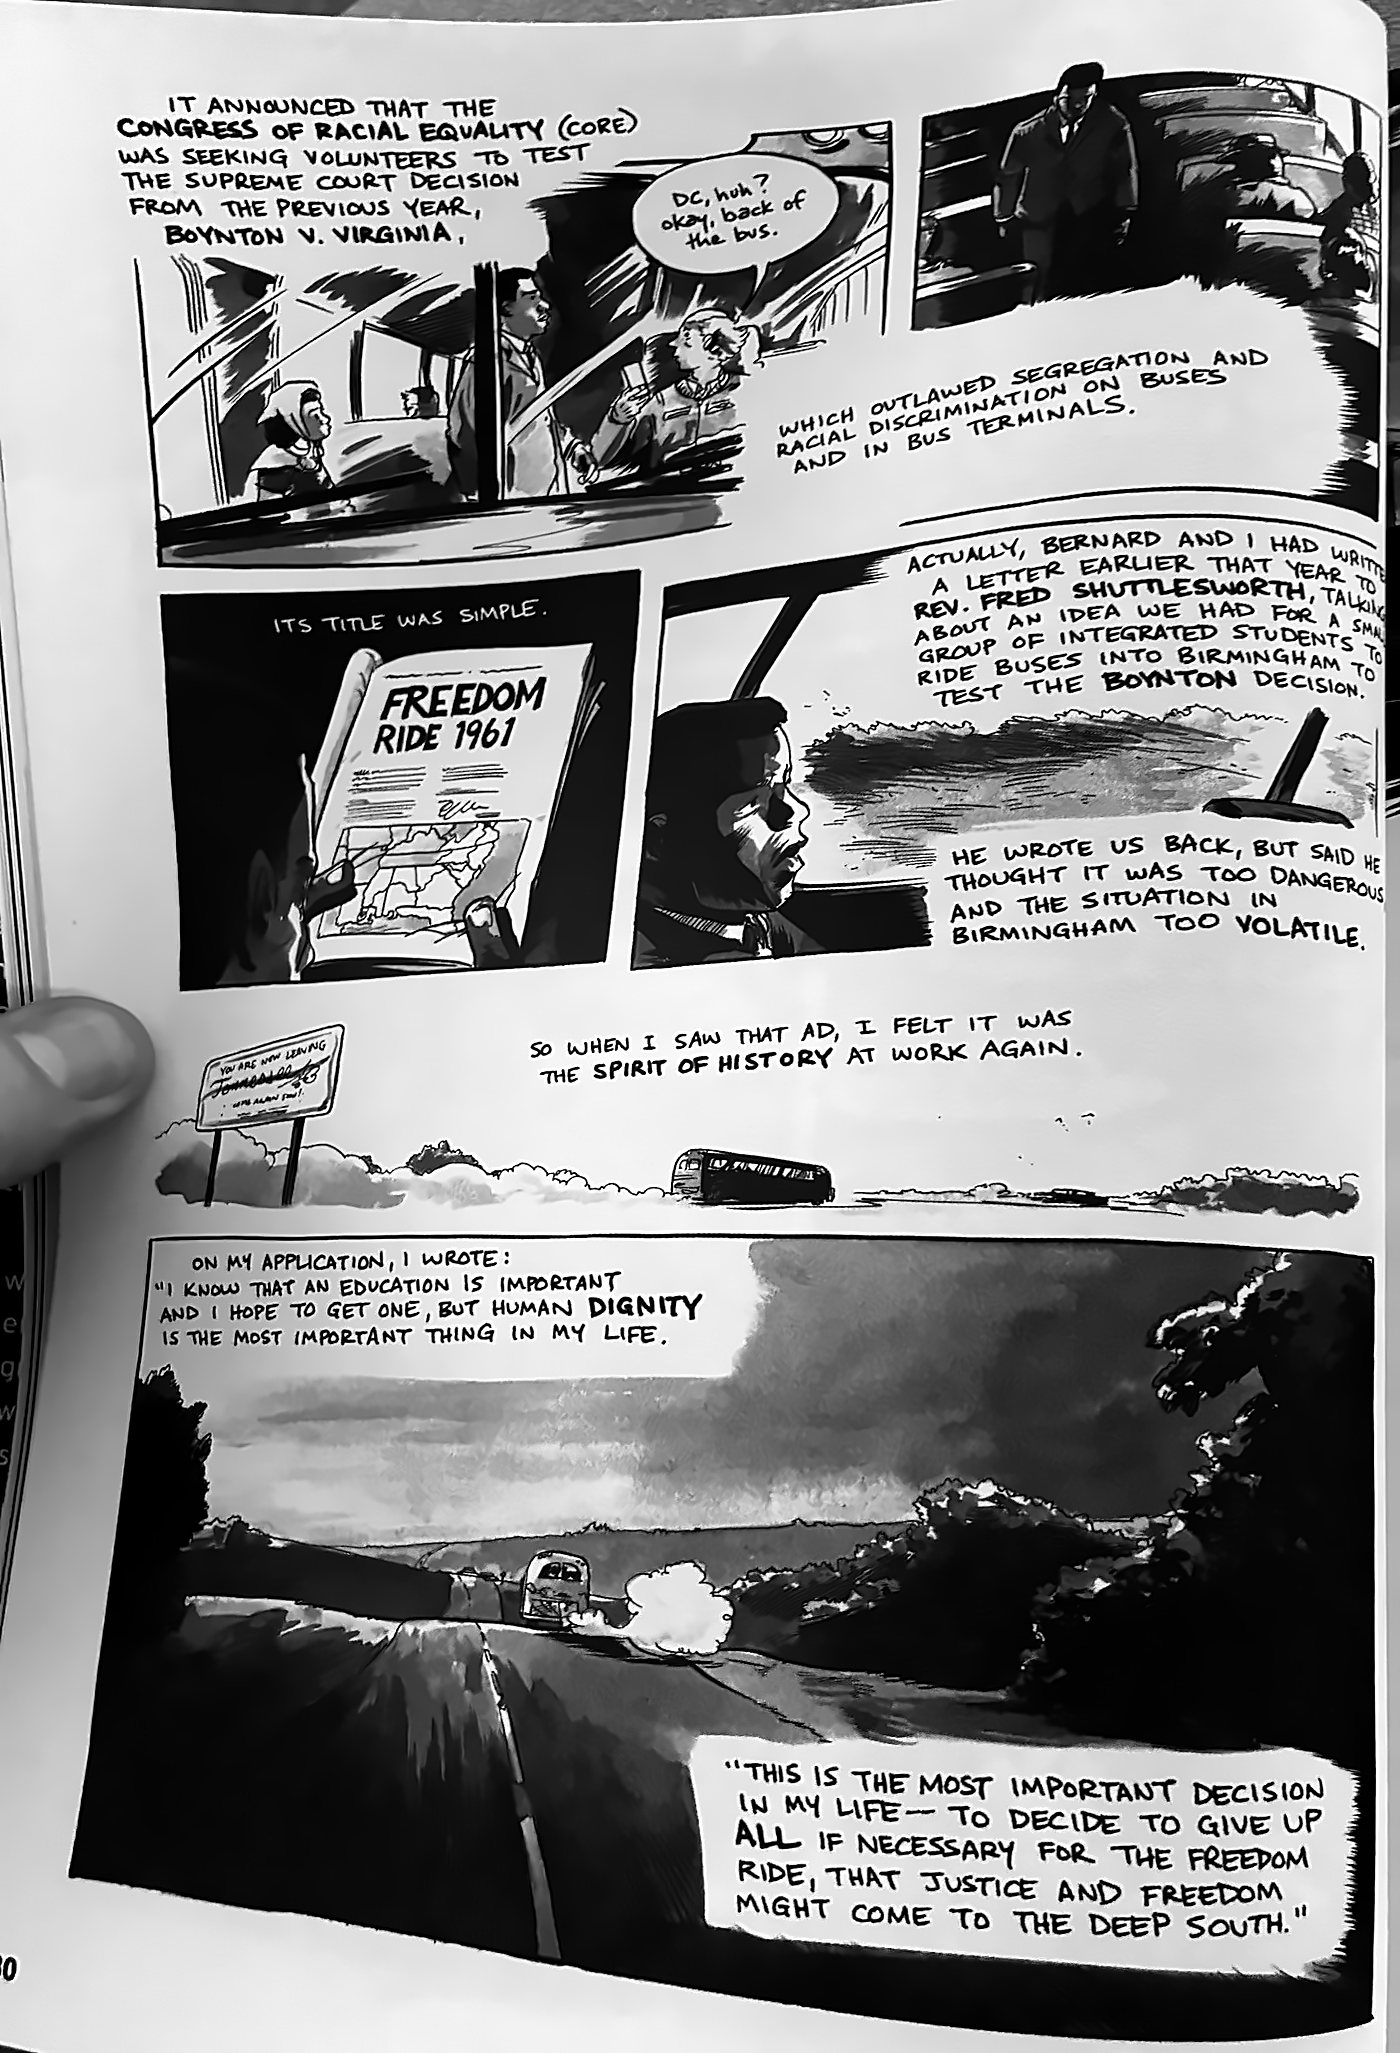 IT ANNOUNCED THAT THE
CONGRESS OF RACIAL EQUALITY (CORE)
WAS SEEKING VOLUNTEERS TO TEST
THE SUPREME COURT DECISION
FROM THE PREVIOUS YEAR,
BOYNTON V. VIRGINIA,
DC, huh?
okay, back of
the bus.
WHICH OUTLAWED SEGREGATION AND
RACIAL DISCRIMINATION ON BUSES
AND IN BUS TERMINALS.
ITS TITLE WAS SIMPLE.
FREEDOM
RIDE 1961
ACTUALLY, BERNARD AND I HAD WRITTE
A LETTER EARLIER THAT YEAR TO
REV. FRED SHUTTLESWORTH, TALKING
ABOUT AN IDEA WE HAD FOR A SMAL
GROUP OF INTEGRATED STUDENTS TO
RIDE BUSES INTO BIRMINGHAM TO
TEST THE BOYNTON DECISION.
HE WROTE US BACK, BUT SAID HE
THOUGHT IT WAS TOO DANGEROUS
AND THE SITUATION IN
BIRMINGHAM TOO VOLATILE.
SO WHEN I SAW THAT AD, I FELT IT WAS
THE SPIRIT OF HISTORY AT WORK AGAIN.
YOU ARE NOW LEAVING
Tennessee
COME AGAIN SOON!
ON MY APPLICATION, I WROTE:
"I KNOW THAT AN EDUCATION IS IMPORTANT
AND I HOPE TO GET ONE, BUT HUMAN DIGNITY
IS THE MOST IMPORTANT THING IN MY LIFE.
"THIS IS THE MOST IMPORTANT DECISION
IN MY LIFE—TO DECIDE TO GIVE UP
ALL IF NECESSARY FOR THE FREEDOM
RIDE, THAT JUSTICE AND FREEDOM
MIGHT COME TO THE DEEP SOUTH."
w
e
g
w
s